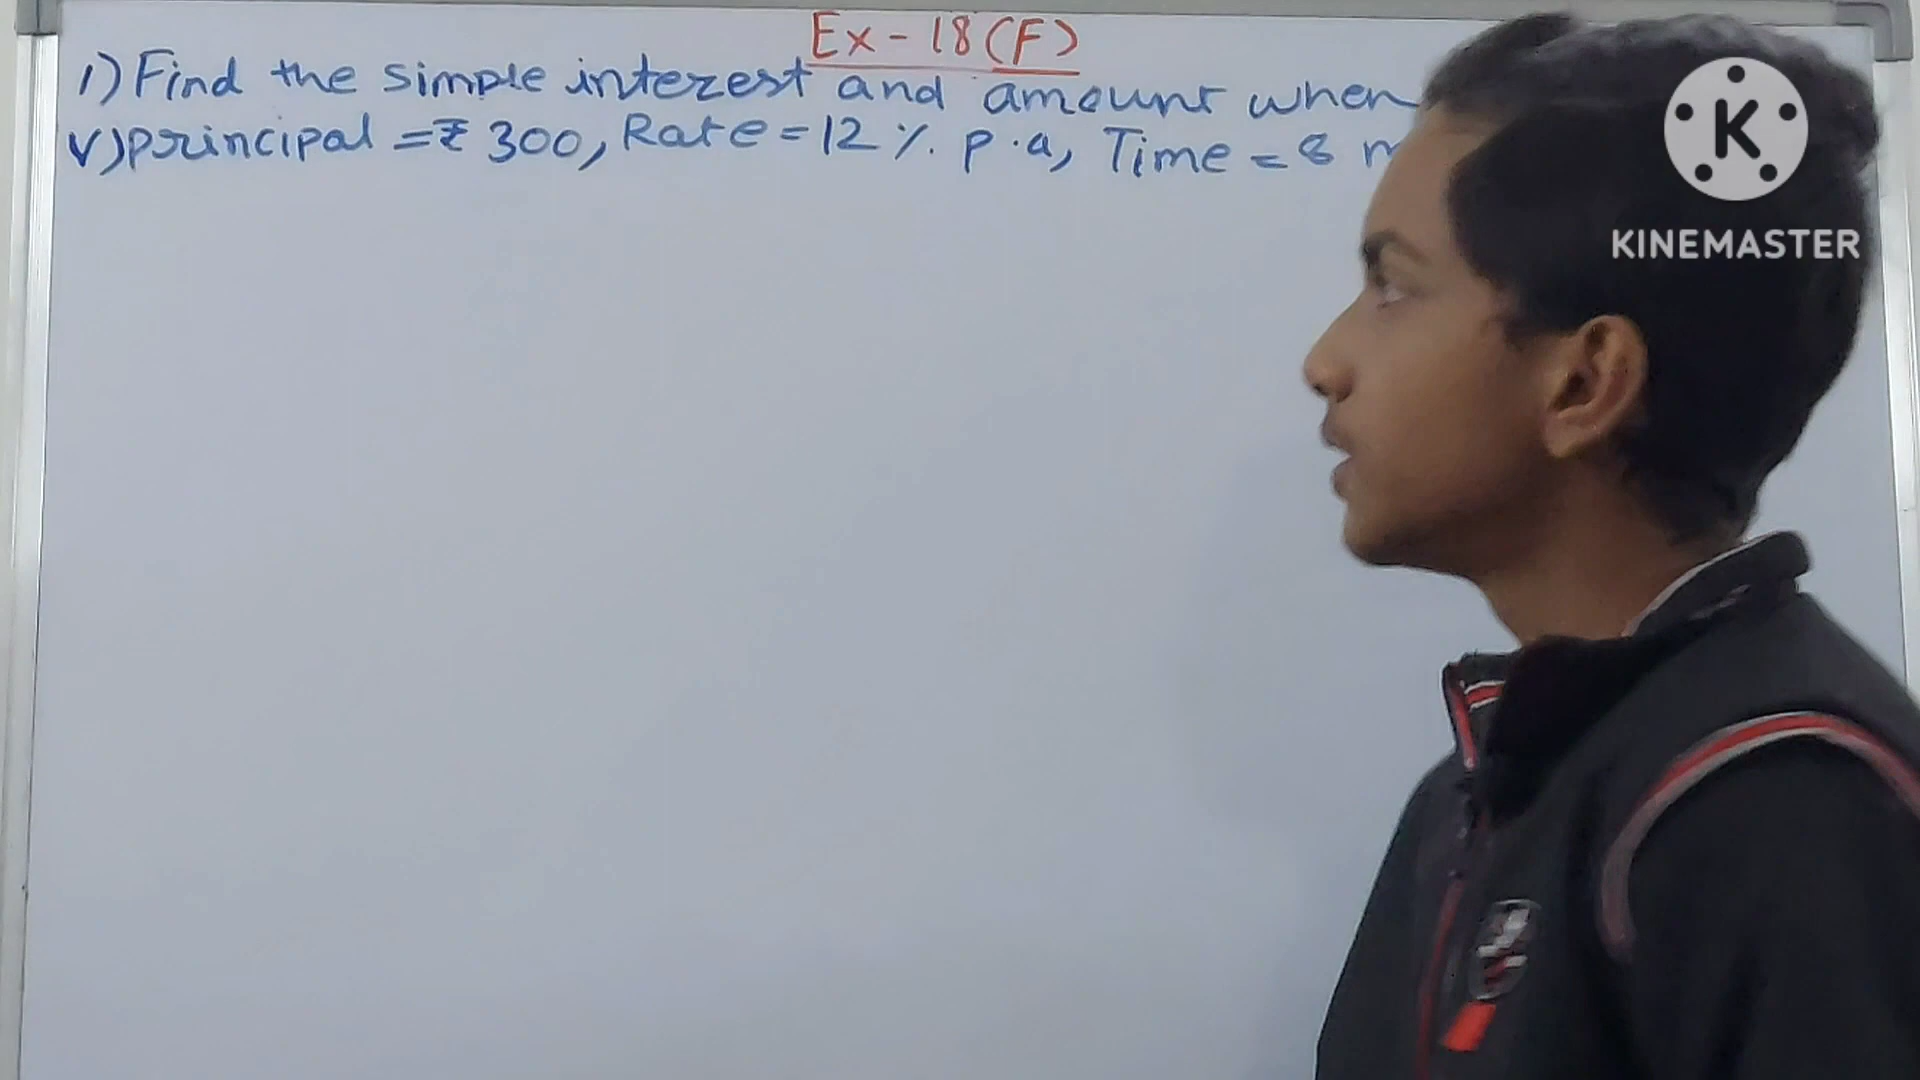 Ex-18(F)
1) Find the simple interest and amount when
v) principal = ₹ 300, Rate = 12 %. p.a, Time = 8 m
K
KINEMASTER